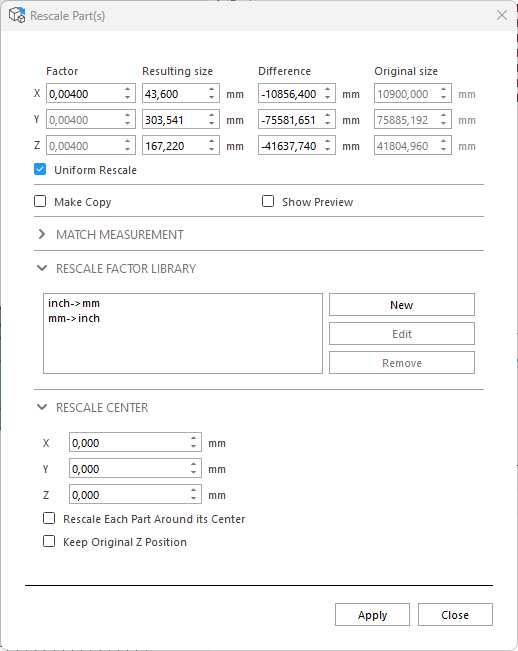 Rescale Part(s)
Factor Resulting size Difference Original size
X 0,00400 43,600 mm -10856,400 mm 10900,000 mm
Y 0,00400 303,541 mm -75581,651 mm 75885,192 mm
Z 0,00400 167,220 mm -41637,740 mm 41804,960 mm
Uniform Rescale
Make Copy Show Preview
MATCH MEASUREMENT
RESCALE FACTOR LIBRARY
inch->mm
mm->inch
New
Edit
Remove
RESCALE CENTER
X 0,000 mm
Y 0,000 mm
Z 0,000 mm
Rescale Each Part Around its Center
Keep Original Z Position
Apply Close